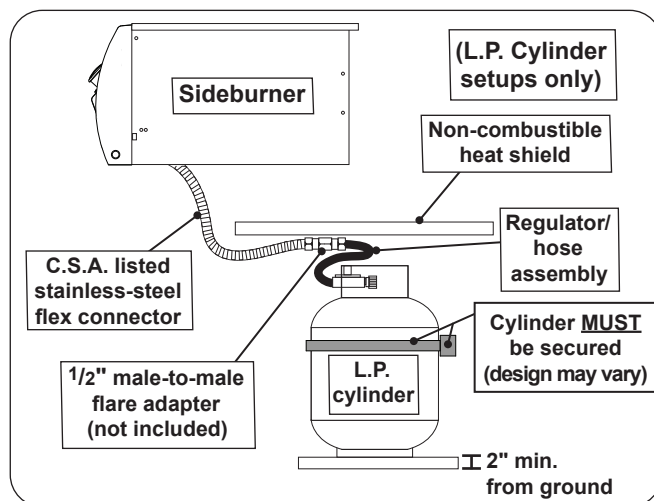 (L.P. Cylinder
setups only)
Sideburner
Non-combustible
heat shield
Regulator/
hose
assembly
C.S.A. listed
stainless-steel
flex connector
Cylinder MUST
be secured
(design may vary)
1/2" male-to-male
flare adapter
(not included)
L.P.
cylinder
2" min.
from ground